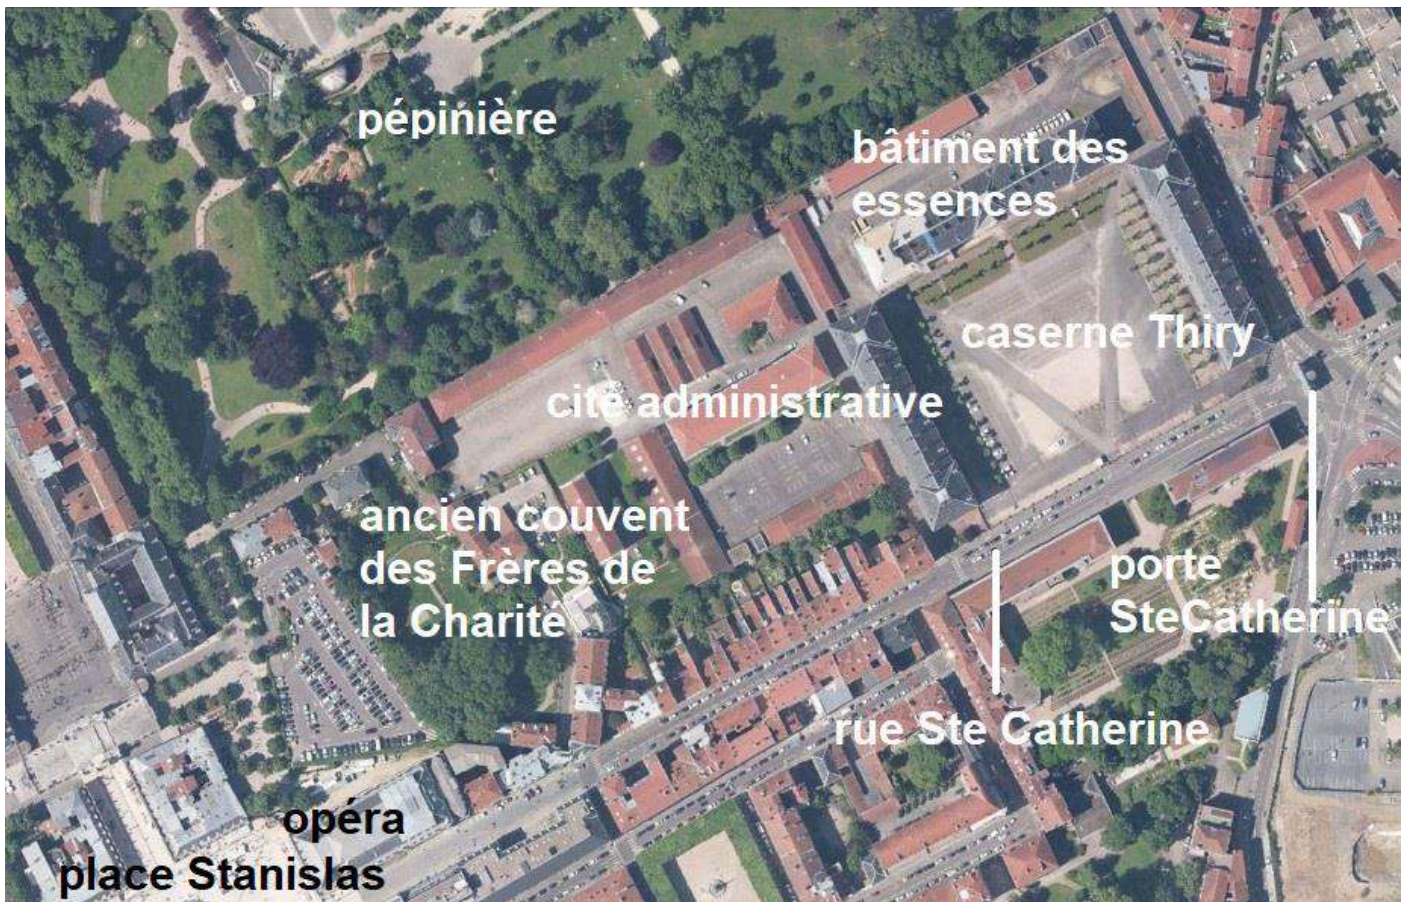 pépinière
bâtiment des
essences
caserne Thiry
cité administrative
ancien couvent
des Frères de
la Charité
porte
SteCatherine
rue Ste Catherine
opéra
place Stanislas